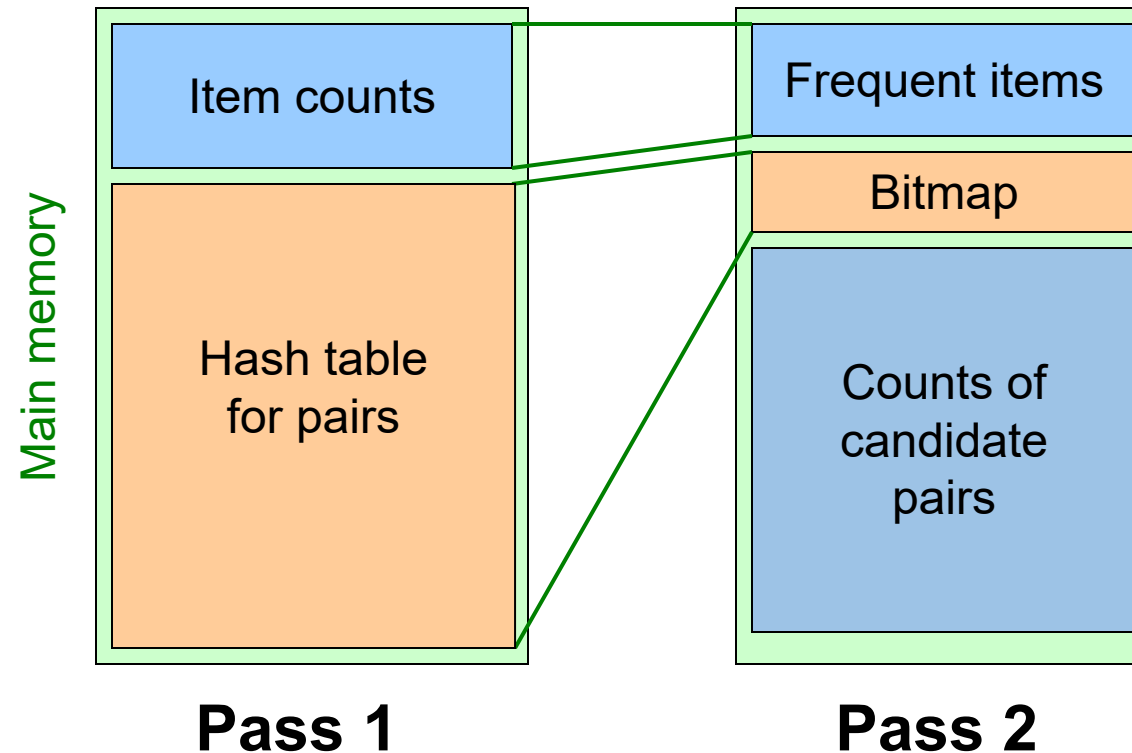 Main memory
Item counts
Hash table
for pairs
Pass 1
Frequent items
Bitmap
Counts of
candidate
pairs
Pass 2